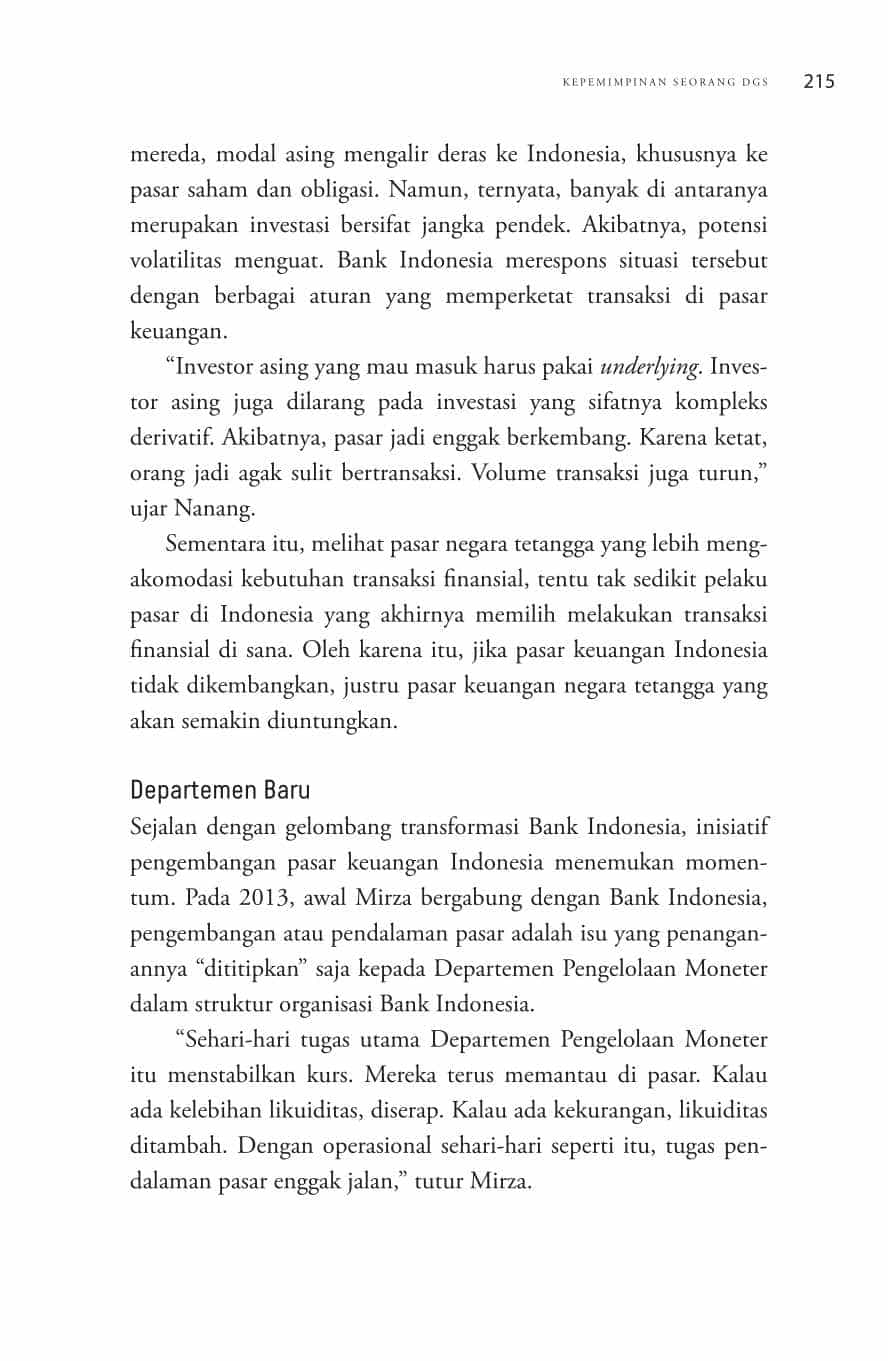 KEPEMIMPINAN SEORANG DGS 215
mereda, modal asing mengalir deras ke Indonesia, khususnya ke
pasar saham dan obligasi. Namun, ternyata, banyak di antaranya
merupakan investasi bersifat jangka pendek. Akibatnya, potensi
volatilitas menguat. Bank Indonesia merespons situasi tersebut
dengan berbagai aturan yang memperketat transaksi di pasar
keuangan.
“Investor asing yang mau masuk harus pakai underlying. Inves-
tor asing juga dilarang pada investasi yang sifatnya kompleks
derivatif. Akibatnya, pasar jadi enggak berkembang. Karena ketat,
orang jadi agak sulit bertransaksi. Volume transaksi juga turun,”
ujar Nanang.
Sementara itu, melihat pasar negara tetangga yang lebih meng-
akomodasi kebutuhan transaksi finansial, tentu tak sedikit pelaku
pasar di Indonesia yang akhirnya memilih melakukan transaksi
finansial di sana. Oleh karena itu, jika pasar keuangan Indonesia
tidak dikembangkan, justru pasar keuangan negara tetangga yang
akan semakin diuntungkan.
Departemen Baru
Sejalan dengan gelombang transformasi Bank Indonesia, inisiatif
pengembangan pasar keuangan Indonesia menemukan momen-
tum. Pada 2013, awal Mirza bergabung dengan Bank Indonesia,
pengembangan atau pendalaman pasar adalah isu yang penangan-
annya “dititipkan” saja kepada Departemen Pengelolaan Moneter
dalam struktur organisasi Bank Indonesia.
“Sehari-hari tugas utama Departemen Pengelolaan Moneter
itu menstabilkan kurs. Mereka terus memantau di pasar. Kalau
ada kelebihan likuiditas, diserap. Kalau ada kekurangan, likuiditas
ditambah. Dengan operasional sehari-hari seperti itu, tugas pen-
dalaman pasar enggak jalan,” tutur Mirza.